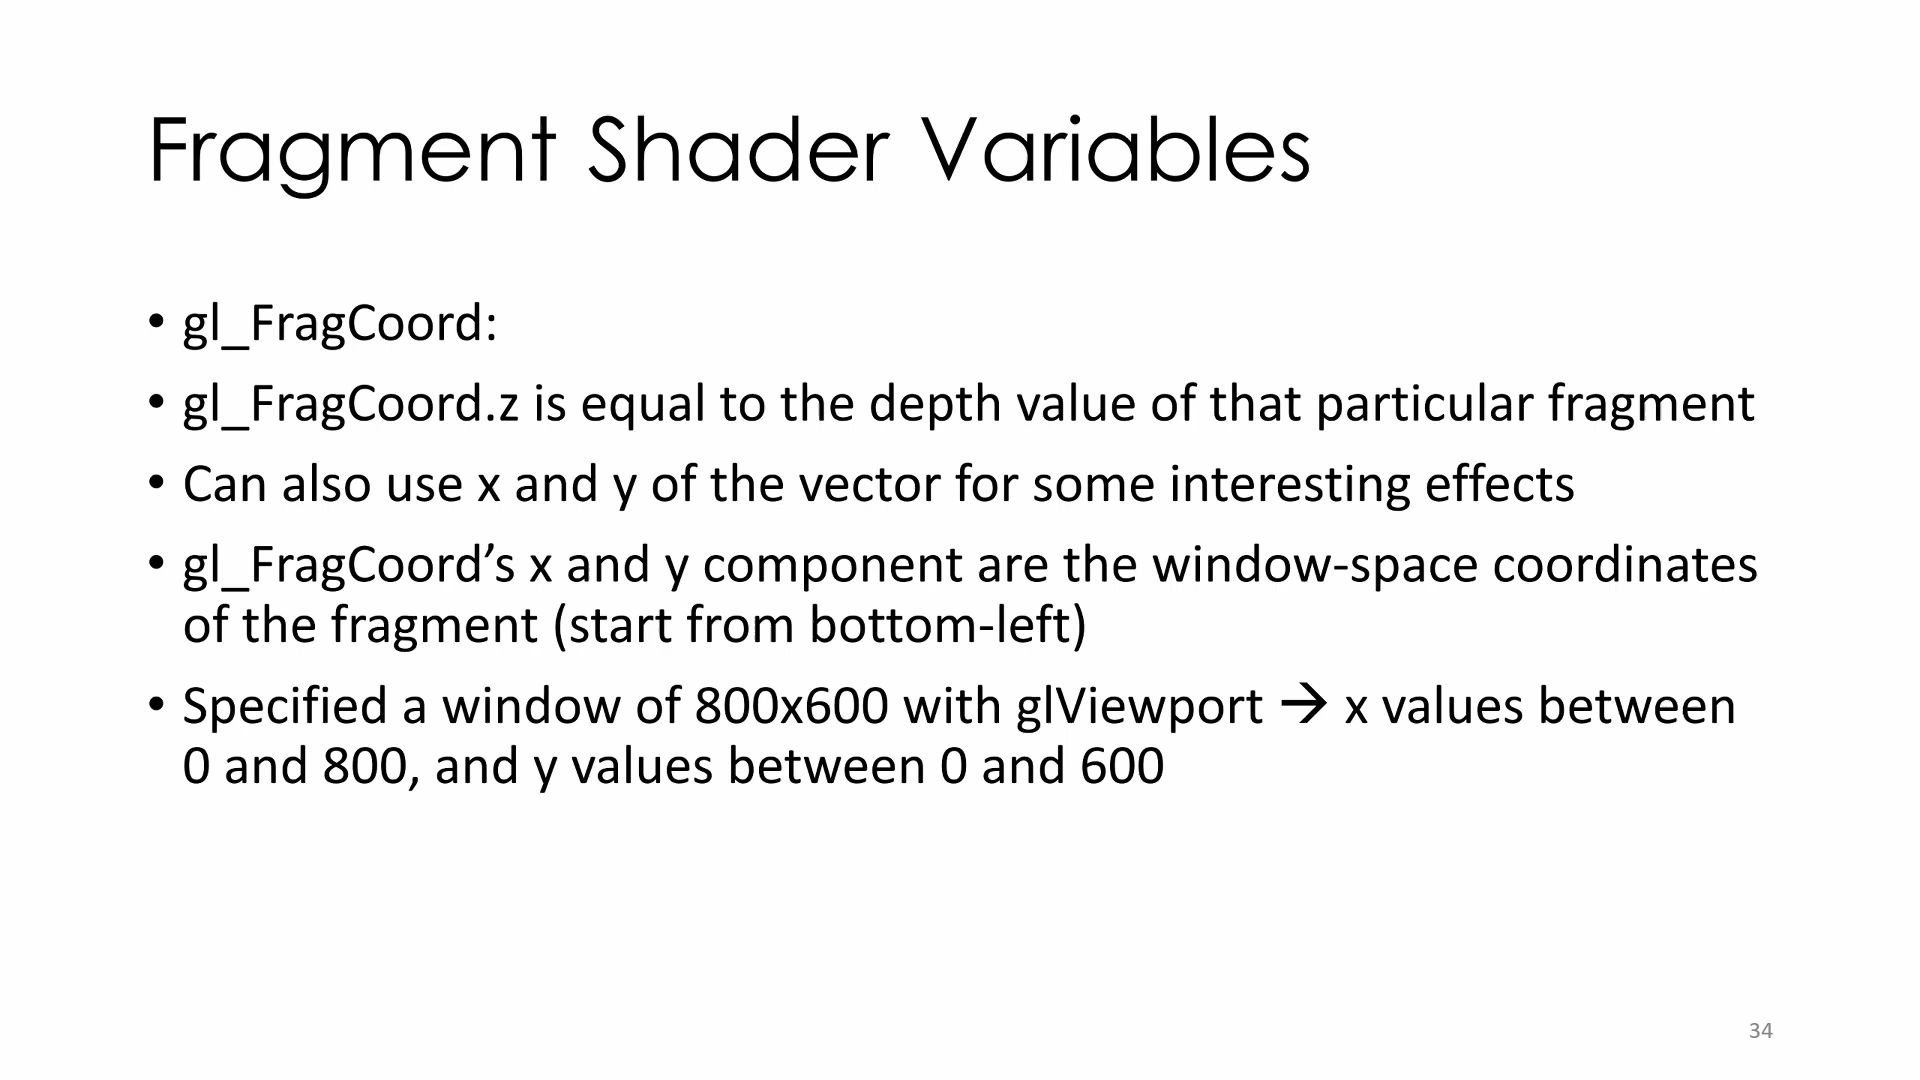 Fragment Shader Variables
• gl_FragCoord:
• gl_FragCoord.z is equal to the depth value of that particular fragment
• Can also use x and y of the vector for some interesting effects
• gl_FragCoord’s x and y component are the window-space coordinates
of the fragment (start from bottom-left)
• Specified a window of 800x600 with glViewport → x values between
0 and 800, and y values between 0 and 600
34